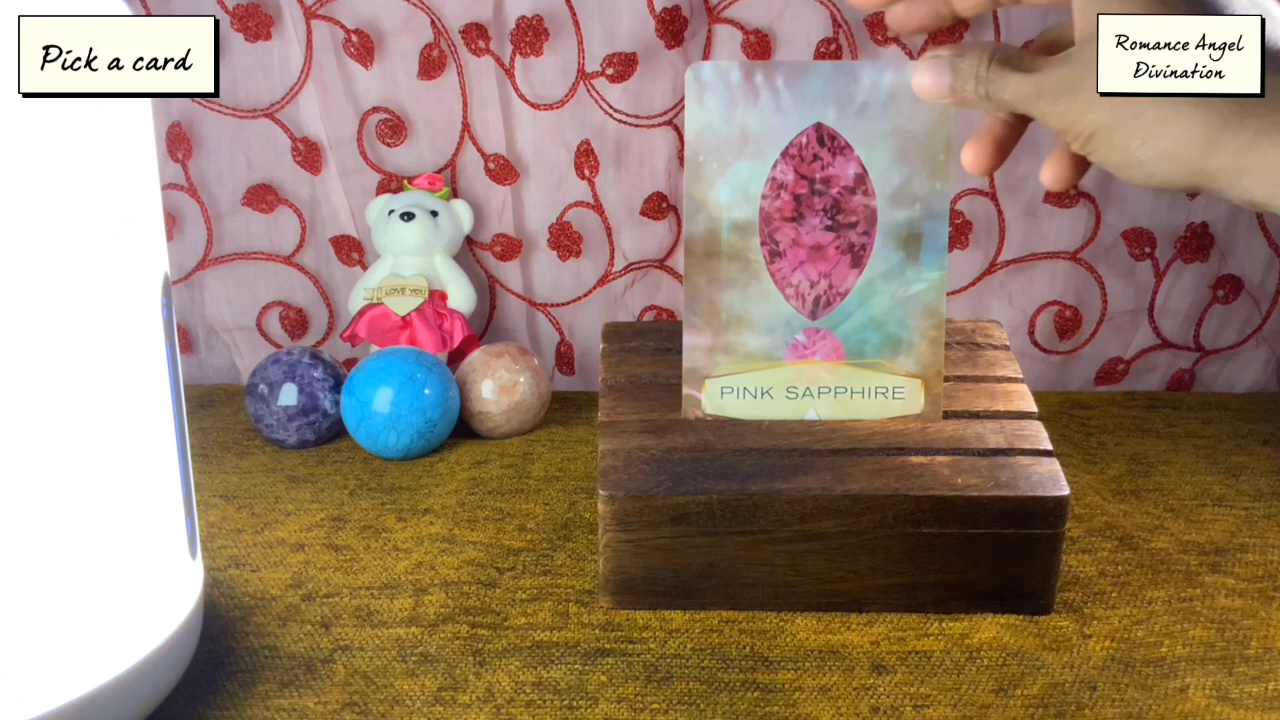 Pick a card
Romance Angel
Divination
I LOVE YOU
PINK SAPPHIRE